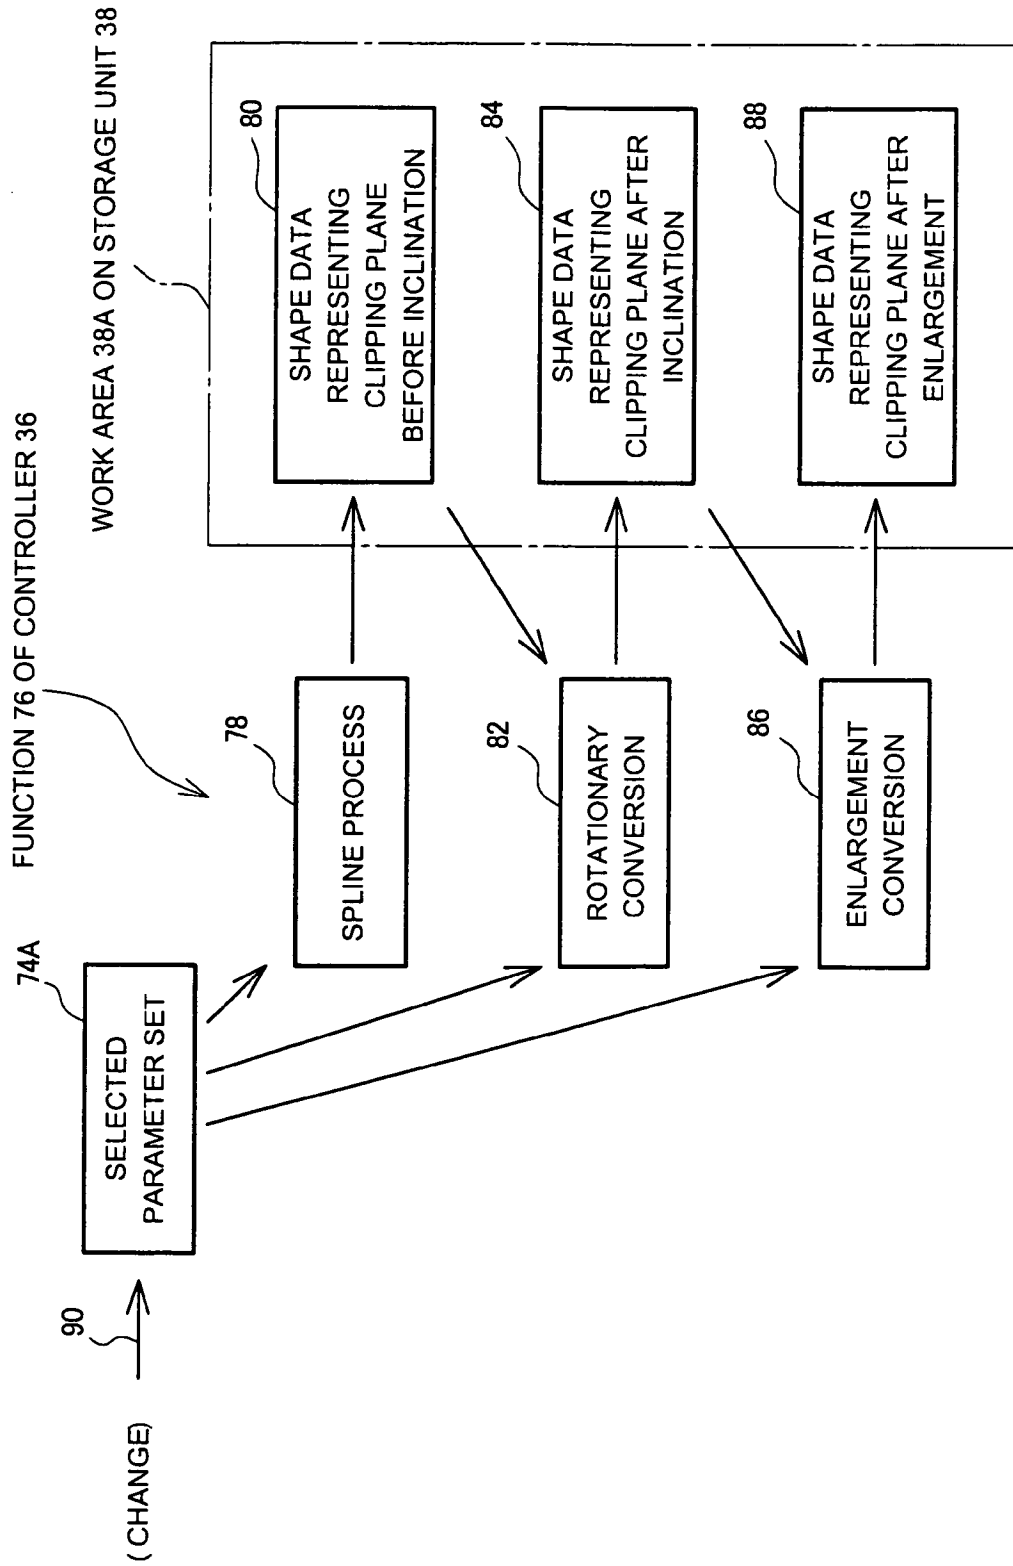 FUNCTION 76 OF CONTROLLER 36
WORK AREA 38A ON STORAGE UNIT 38
(CHANGE)
90
74A
SELECTED
PARAMETER SET
78
SPLINE PROCESS
80
SHAPE DATA
REPRESENTING
CLIPPING PLANE
BEFORE INCLINATION
82
ROTATIONARY
CONVERSION
84
SHAPE DATA
REPRESENTING
CLIPPING PLANE AFTER
INCLINATION
86
ENLARGEMENT
CONVERSION
88
SHAPE DATA
REPRESENTING
CLIPPING PLANE AFTER
ENLARGEMENT